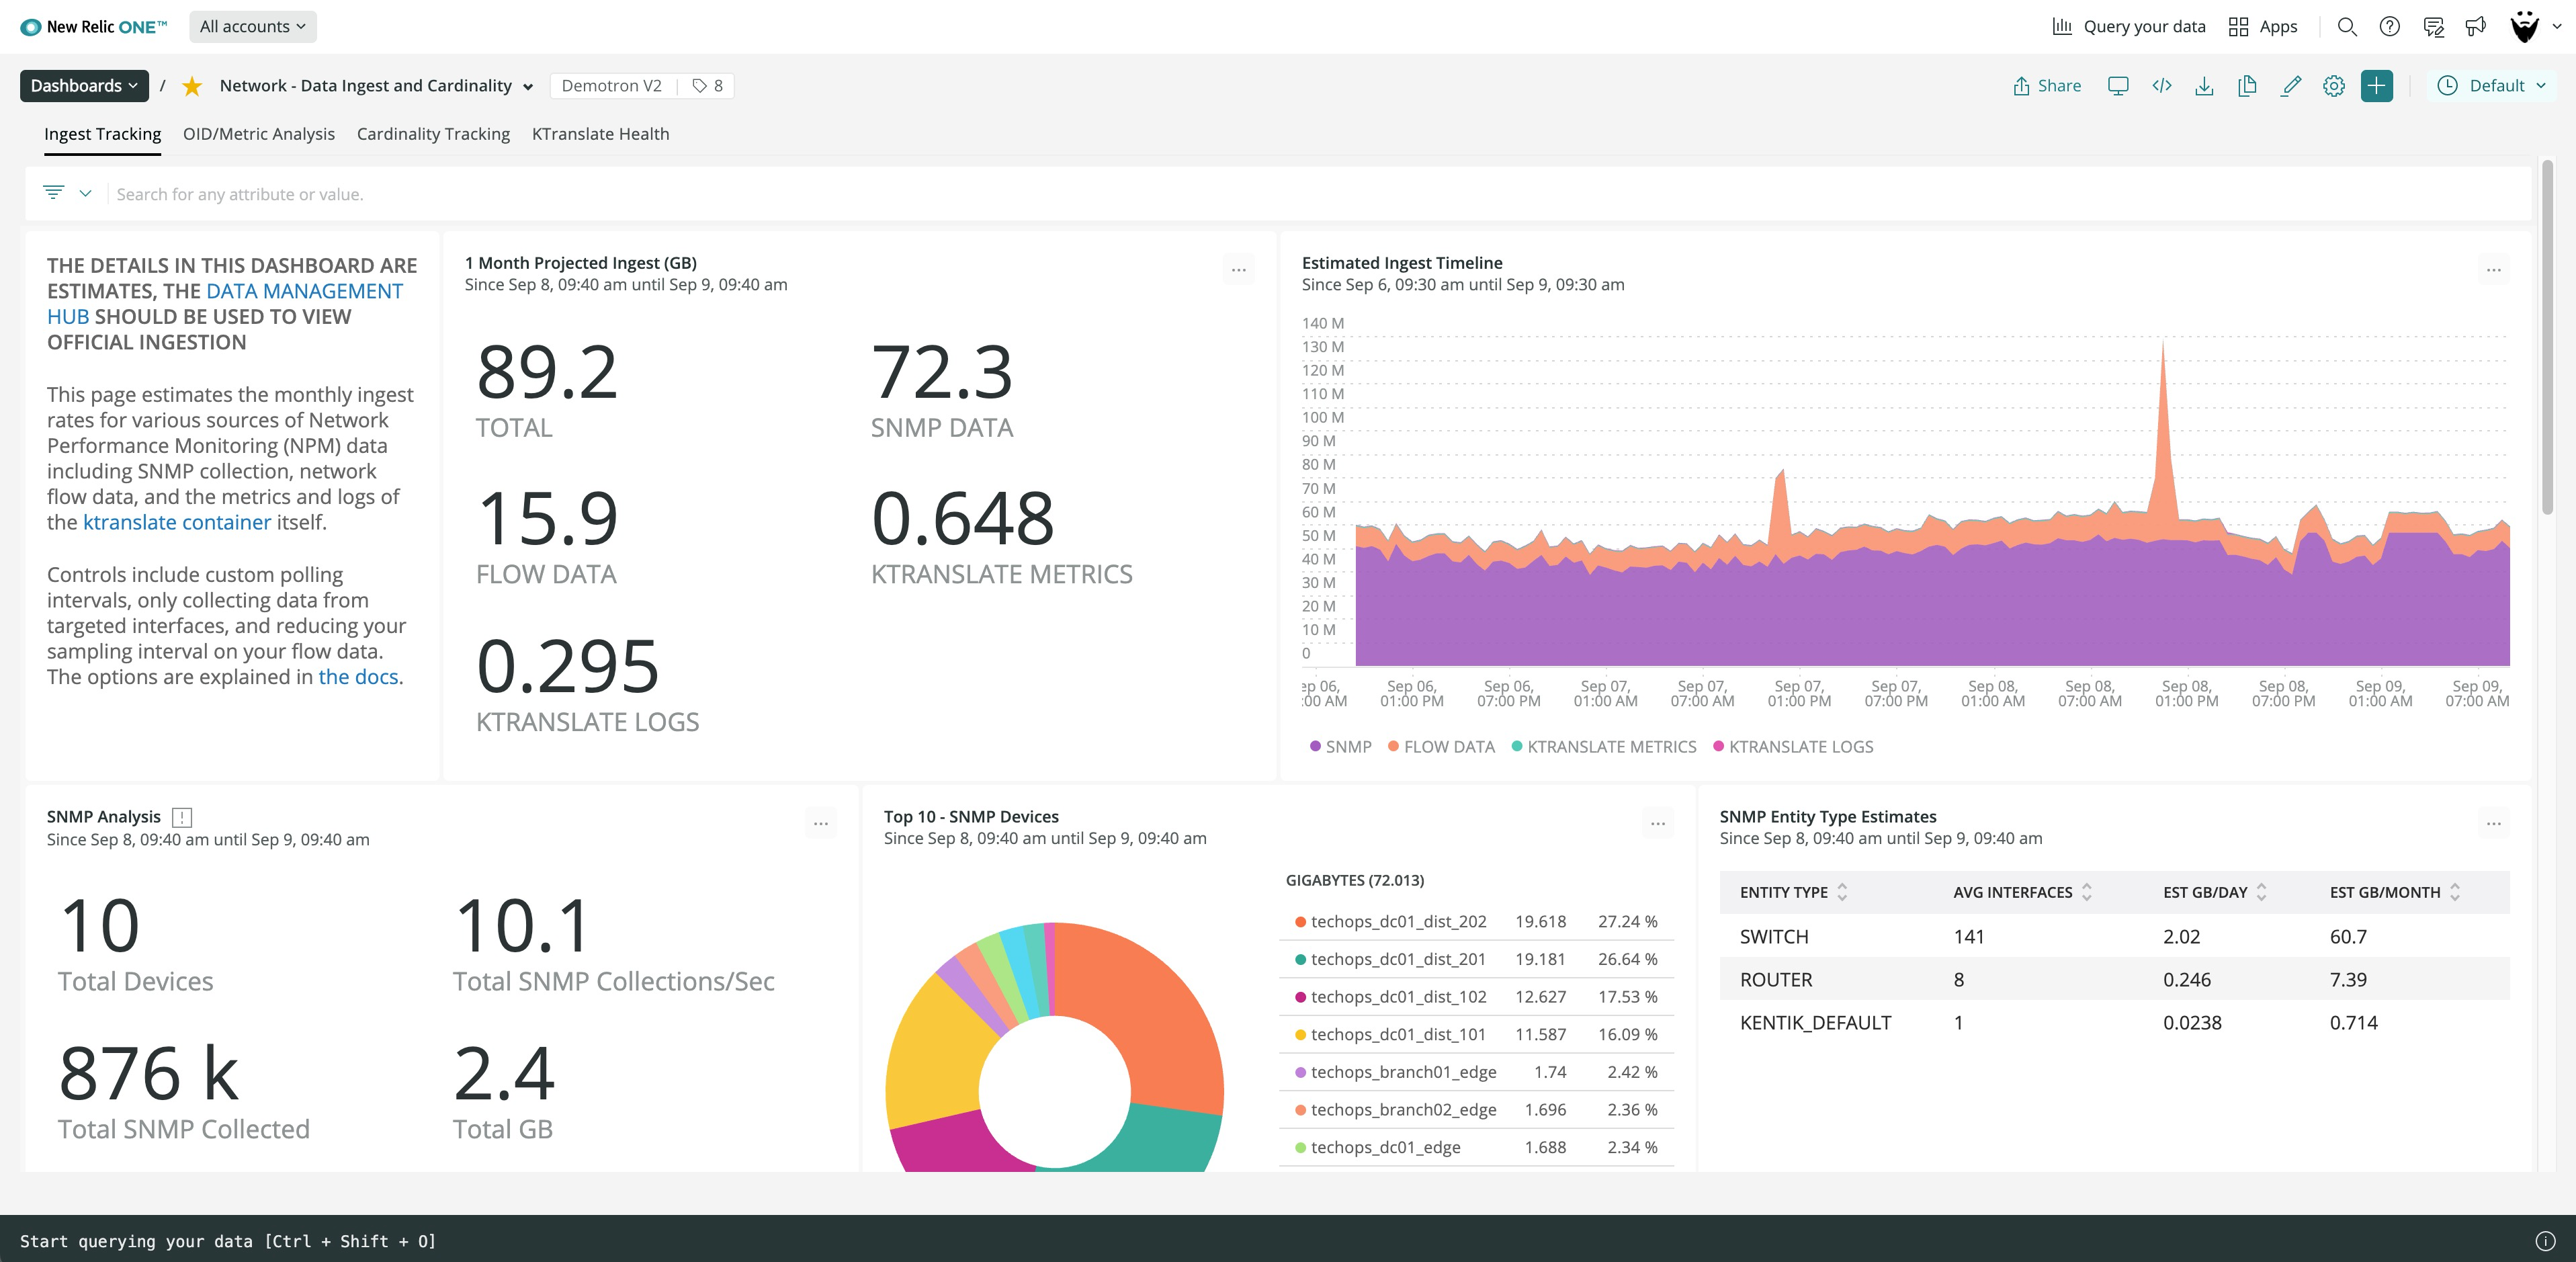 New Relic ONE™
All accounts
Query your data
Apps
Dashboards / Network - Data Ingest and Cardinality
Demotron V2 | 8
Share
Default
Ingest Tracking
OID/Metric Analysis
Cardinality Tracking
KTranslate Health
Search for any attribute or value.
THE DETAILS IN THIS DASHBOARD ARE
ESTIMATES, THE DATA MANAGEMENT
HUB SHOULD BE USED TO VIEW
OFFICIAL INGESTION
This page estimates the monthly ingest
rates for various sources of Network
Performance Monitoring (NPM) data
including SNMP collection, network
flow data, and the metrics and logs of
the ktranslate container itself.
Controls include custom polling
intervals, only collecting data from
targeted interfaces, and reducing your
sampling interval on your flow data.
The options are explained in the docs.
1 Month Projected Ingest (GB)
Since Sep 8, 09:40 am until Sep 9, 09:40 am
89.2
TOTAL
72.3
SNMP DATA
15.9
FLOW DATA
0.648
KTRANSLATE METRICS
0.295
KTRANSLATE LOGS
Estimated Ingest Timeline
Since Sep 6, 09:30 am until Sep 9, 09:30 am
140 M
130 M
120 M
110 M
100 M
90 M
80 M
70 M
60 M
50 M
40 M
30 M
20 M
10 M
0
ep 06,
:00 AM
Sep 06,
01:00 PM
Sep 06,
07:00 PM
Sep 07,
01:00 AM
Sep 07,
07:00 AM
Sep 07,
01:00 PM
Sep 07,
07:00 PM
Sep 08,
01:00 AM
Sep 08,
07:00 AM
Sep 08,
01:00 PM
Sep 08,
07:00 PM
Sep 09,
01:00 AM
Sep 09,
07:00 AM
SNMP
FLOW DATA
KTRANSLATE METRICS
KTRANSLATE LOGS
SNMP Analysis
Since Sep 8, 09:40 am until Sep 9, 09:40 am
10
Total Devices
10.1
Total SNMP Collections/Sec
876 k
Total SNMP Collected
2.4
Total GB
Top 10 - SNMP Devices
Since Sep 8, 09:40 am until Sep 9, 09:40 am
GIGABYTES (72.013)
techops_dc01_dist_202 19.618 27.24 %
techops_dc01_dist_201 19.181 26.64 %
techops_dc01_dist_102 12.627 17.53 %
techops_dc01_dist_101 11.587 16.09 %
techops_branch01_edge 1.74 2.42 %
techops_branch02_edge 1.696 2.36 %
techops_dc01_edge 1.688 2.34 %
SNMP Entity Type Estimates
Since Sep 8, 09:40 am until Sep 9, 09:40 am
ENTITY TYPE AVG INTERFACES EST GB/DAY EST GB/MONTH
SWITCH 141 2.02 60.7
ROUTER 8 0.246 7.39
KENTIK_DEFAULT 1 0.0238 0.714
Start querying your data [Ctrl + Shift + O]